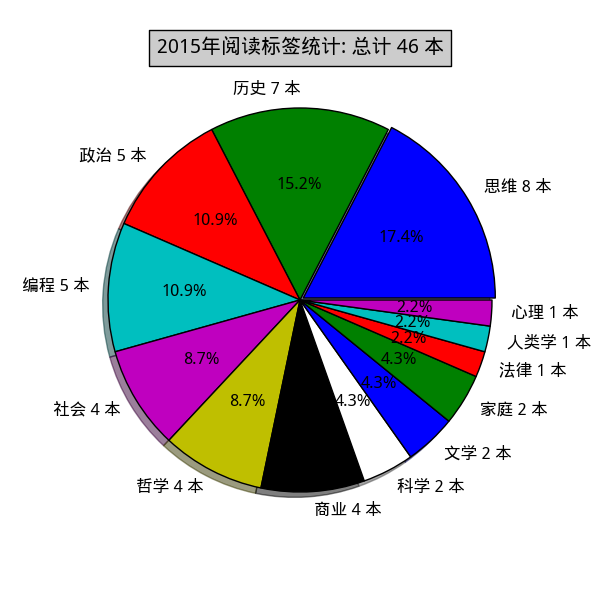 2015年阅读标签统计: 总计 46 本
历史 7 本
思维 8 本
政治 5 本
编程 5 本
社会 4 本
哲学 4 本
商业 4 本
科学 2 本
文学 2 本
家庭 2 本
法律 1 本
人类学 1 本
心理 1 本
15.2%
17.4%
10.9%
10.9%
8.7%
8.7%
4.3%
4.3%
4.3%
2.2%
2.2%
2.2%